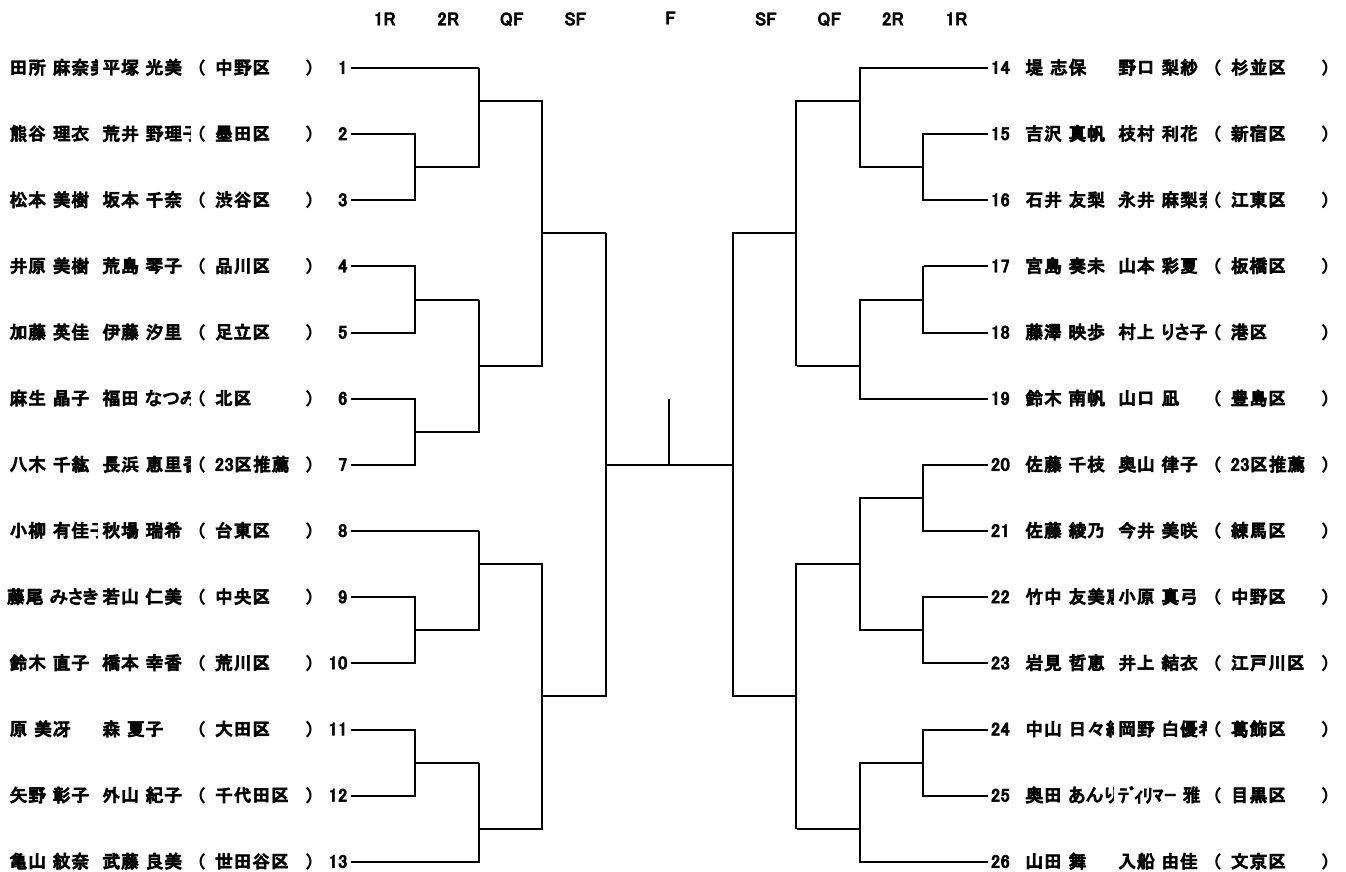 1R 2R QF SF F SF QF 2R 1R
田所 麻奈美 平塚 光美 ( 中野区 ) 1
熊谷 理衣 荒井 野理子 ( 墨田区 ) 2
松本 美樹 坂本 千奈 ( 渋谷区 ) 3
井原 美樹 荒島 琴子 ( 品川区 ) 4
加藤 英佳 伊藤 汐里 ( 足立区 ) 5
麻生 晶子 福田 なつみ ( 北区 ) 6
八木 千紘 長浜 恵里香 ( 23区推薦 ) 7
小柳 有佳子 秋場 瑞希 ( 台東区 ) 8
藤尾 みさき 若山 仁美 ( 中央区 ) 9
鈴木 直子 橋本 幸香 ( 荒川区 ) 10
原 美冴 森 夏子 ( 大田区 ) 11
矢野 彰子 外山 紀子 ( 千代田区 ) 12
亀山 紋奈 武藤 良美 ( 世田谷区 ) 13
14 堤 志保 野口 梨紗 ( 杉並区 )
15 吉沢 真帆 枝村 利花 ( 新宿区 )
16 石井 友梨 永井 麻梨奈 ( 江東区 )
17 宮島 奏未 山本 彩夏 ( 板橋区 )
18 藤澤 映歩 村上 りさ子 ( 港区 )
19 鈴木 南帆 山口 凪 ( 豊島区 )
20 佐藤 千枝 奥山 律子 ( 23区推薦 )
21 佐藤 綾乃 今井 美咲 ( 練馬区 )
22 竹中 友美恵 小原 真弓 ( 中野区 )
23 岩見 哲恵 井上 結衣 ( 江戸川区 )
24 中山 日々 岡野 白優希 ( 葛飾区 )
25 奥田 あんり ディリマー 雅 ( 目黒区 )
26 山田 舞 入船 由佳 ( 文京区 )